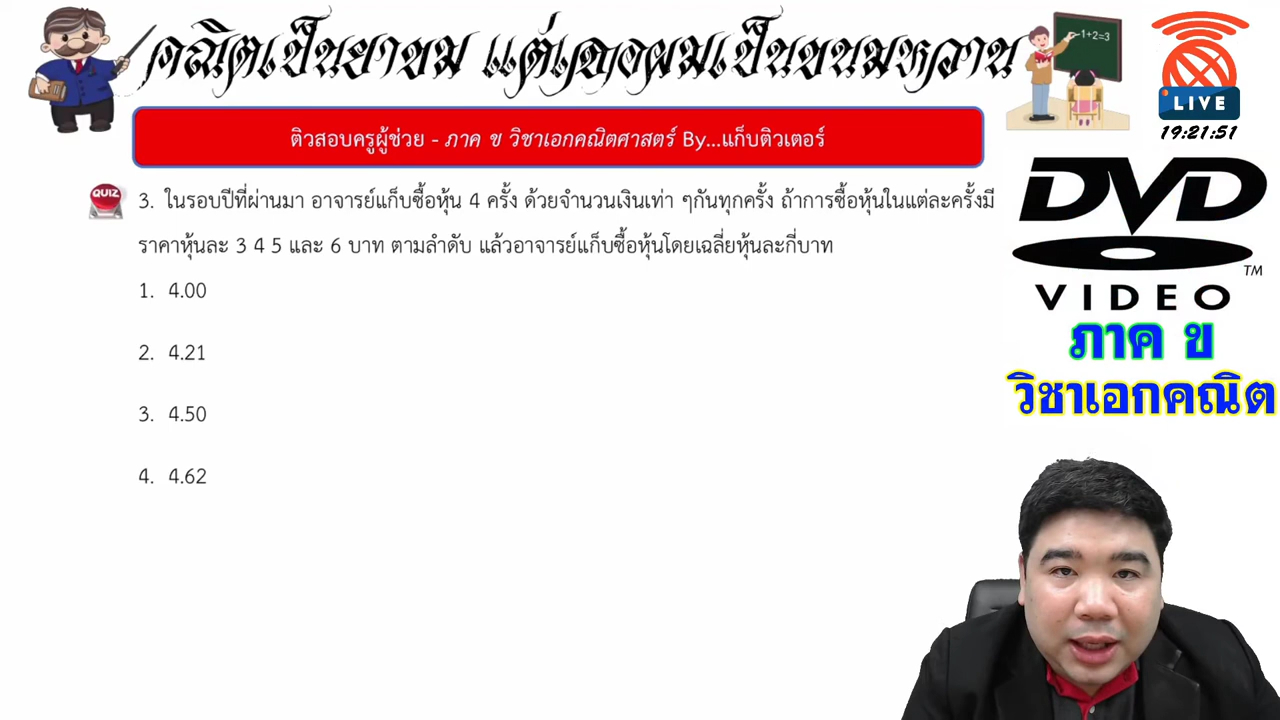 คณิตเป็นยาขม แต่เจอผมเป็นขนมหวาน
-1+2=3
LIVE
19:21:51
ติวสอบครูผู้ช่วย - ภาค ข วิชาเอกคณิตศาสตร์ By...แก็บติวเตอร์
QUIZ
3. ในรอบปีที่ผ่านมา อาจารย์แก็บซื้อหุ้น 4 ครั้ง ด้วยจำนวนเงินเท่า ๆกันทุกครั้ง ถ้าการซื้อหุ้นในแต่ละครั้งมี
ราคาหุ้นละ 3 4 5 และ 6 บาท ตามลำดับ แล้วอาจารย์แก็บซื้อหุ้นโดยเฉลี่ยหุ้นละกี่บาท
1. 4.00
2. 4.21
3. 4.50
4. 4.62
DVD
TM
VIDEO
ภาค ข
วิชาเอกคณิต